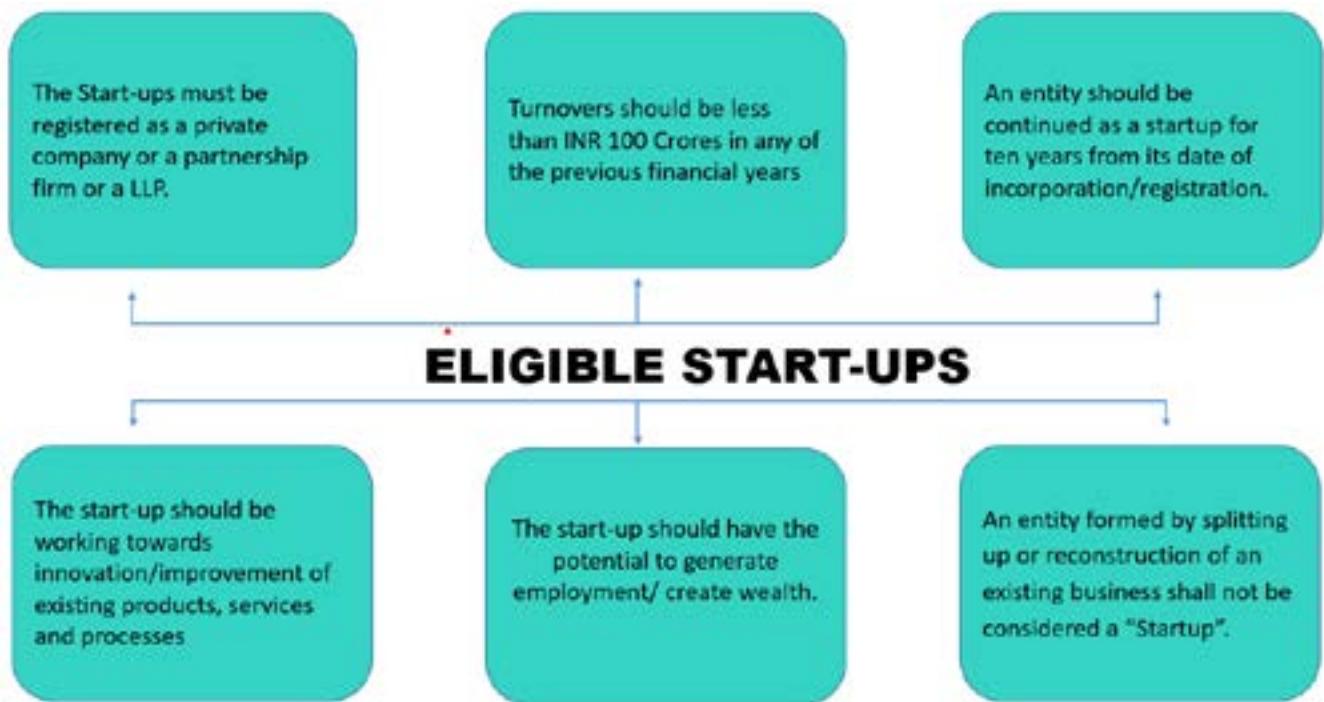 The Start-ups must be
registered as a private
company or a partnership
firm or a LLP.
Turnovers should be less
than INR 100 Crores in any of
the previous financial years
An entity should be
continued as a startup for
ten years from its date of
incorporation/registration.
ELIGIBLE START-UPS
The start-up should be
working towards
innovation/improvement of
existing products, services
and processes
The start-up should have the
potential to generate
employment/ create wealth.
An entity formed by splitting
up or reconstruction of an
existing business shall not be
considered a “Startup”.